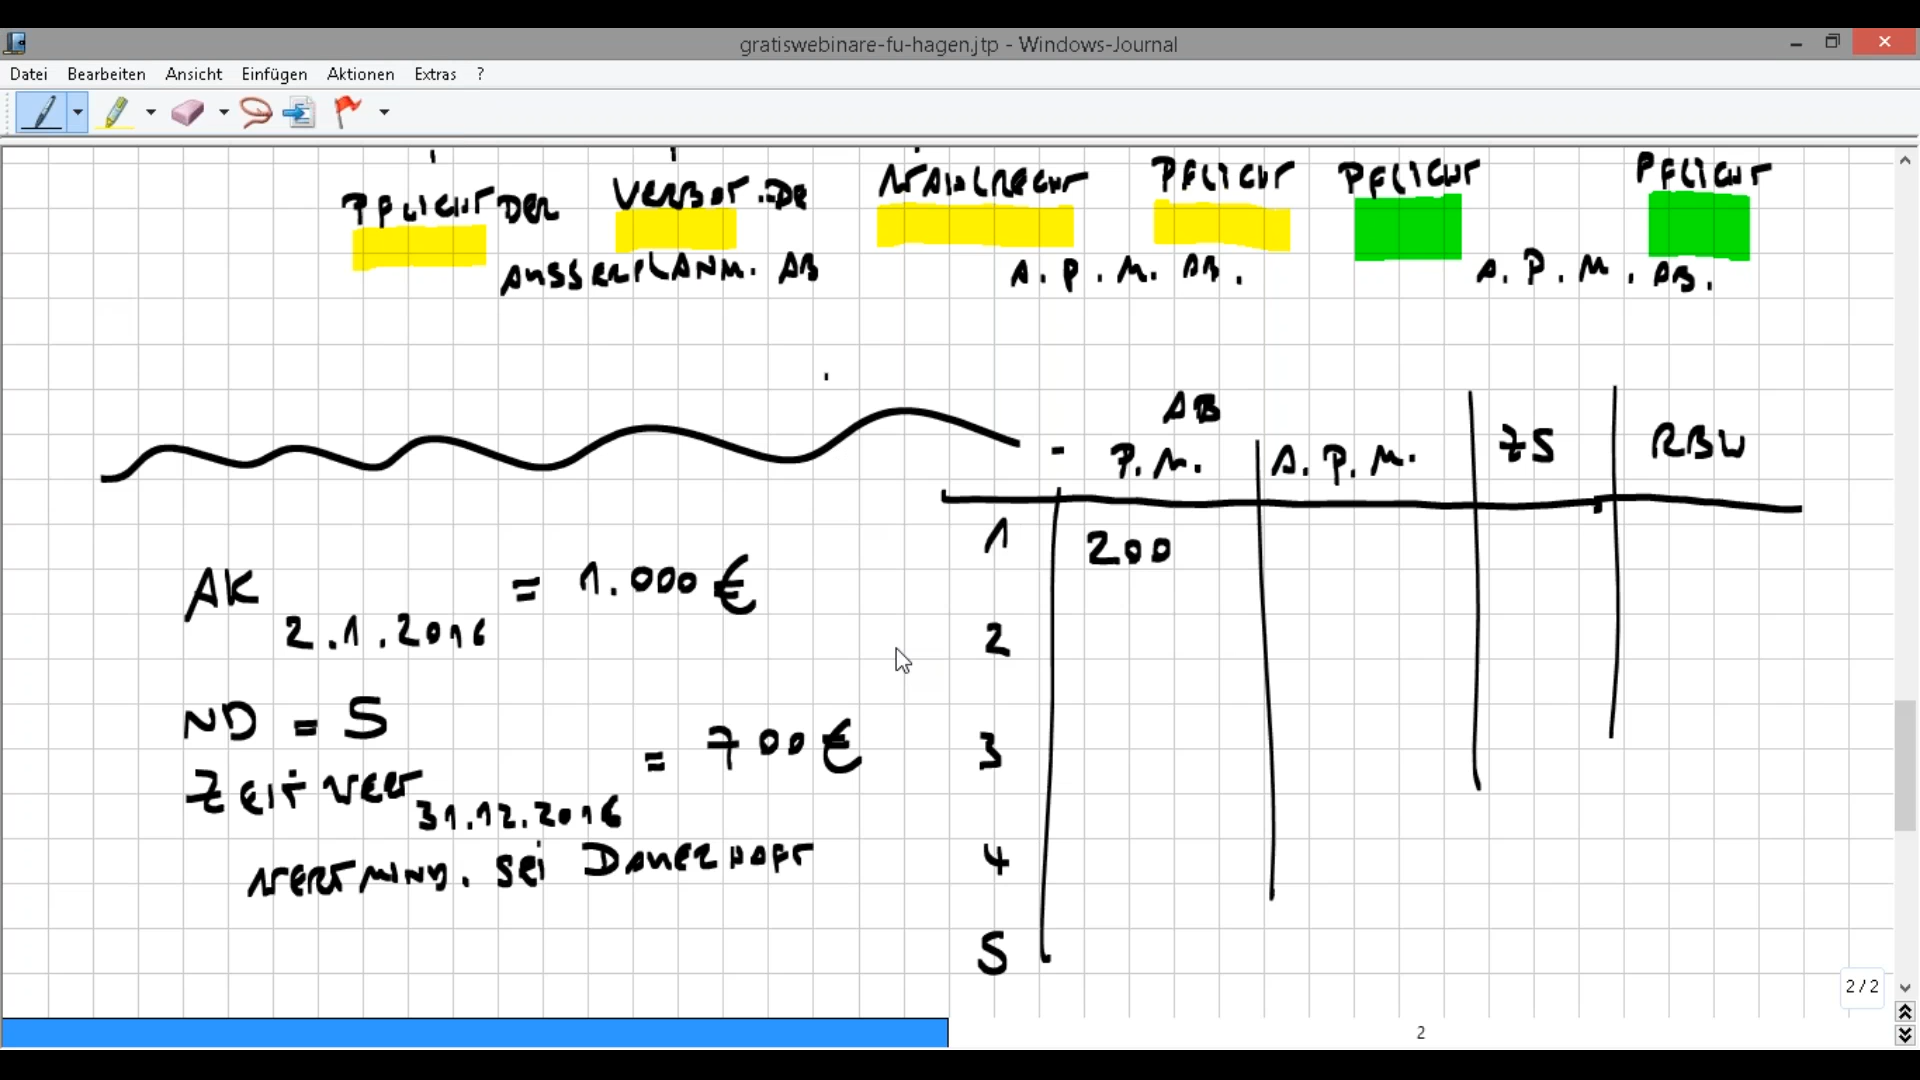 gratiswebinare-fu-hagen.jtp - Windows-Journal
Datei Bearbeiten Ansicht Einfügen Aktionen Extras ?
PFLICHT DER VERBOT DE WAHLRECHT PFLICHT PFLICHT PFLICHT
AUSSERPLANM. AB A.P.M. AB. A.P.M. AB.
AB
P.M. A.P.M. ZS RBW
1 200
AK 2.1.2016 = 1.000 €
2
ND = 5
3
ZEITWERT 31.12.2016 = 700 €
WERTMIND. SEI DAUERHAFT
4
5
2 / 2
2